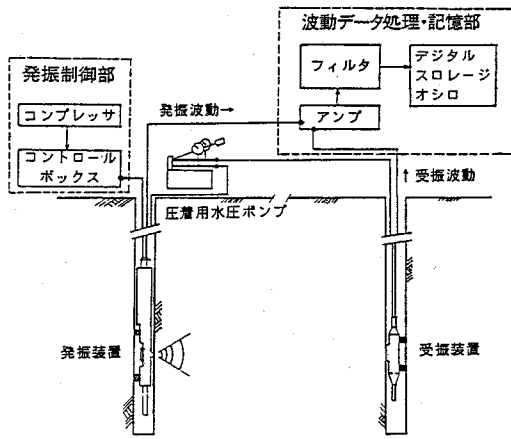 波動データ処理・記憶部
フィルタ
デジタル
スロレージ
オシロ
アンプ
発振制御部
コンプレッサ
コントロール
ボックス
発振波動→
↑受振波動
圧着用水圧ポンプ
発振装置
受振装置